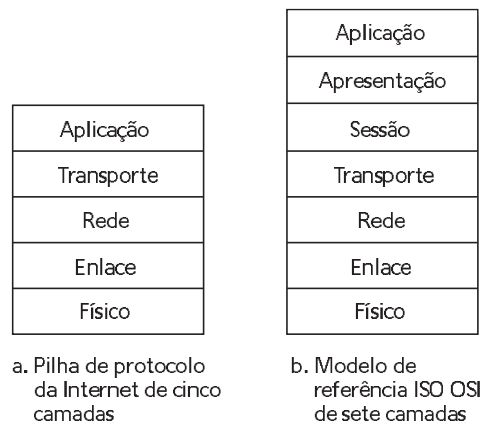 Aplicação
Transporte
Rede
Enlace
Físico
a. Pilha de protocolo
da Internet de cinco
camadas
Aplicação
Apresentação
Sessão
Transporte
Rede
Enlace
Físico
b. Modelo de
referência ISO OSI
de sete camadas